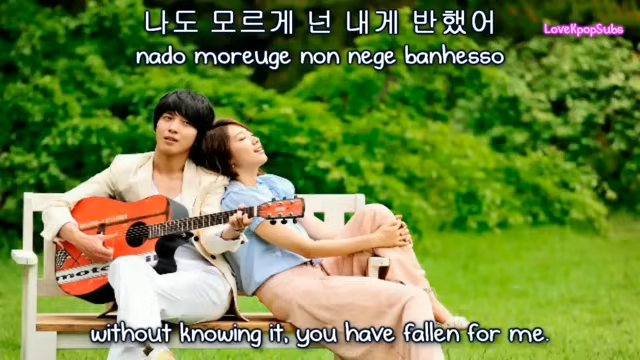 나도 모르게 넌 내게 반했어
LoveKpopSubs
nado moreuge non nege banhesso
without knowing it, you have fallen for me.